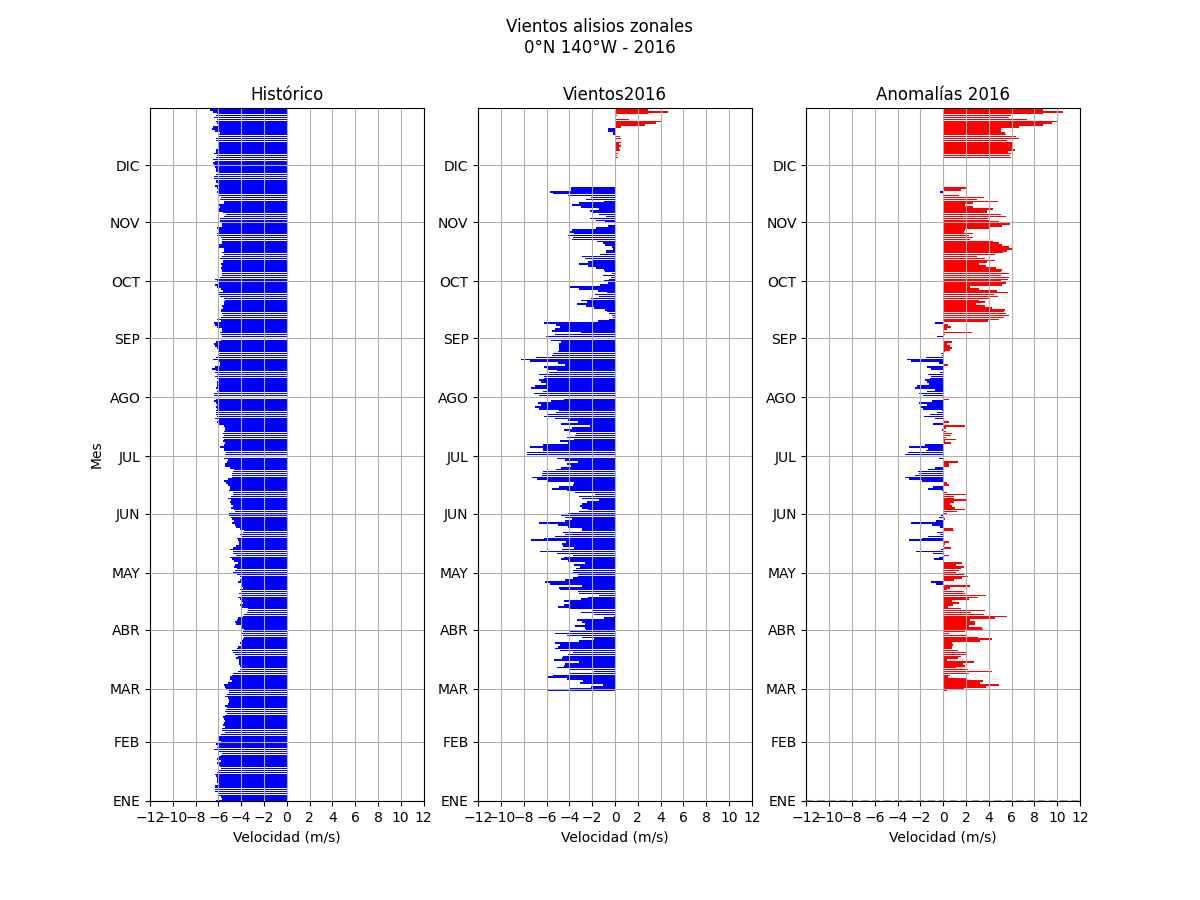 Vientos alisios zonales
0°N 140°W - 2016
Histórico
Vientos2016
Anomalías 2016
DIC
NOV
OCT
SEP
AGO
JUL
JUN
MAY
ABR
MAR
FEB
ENE
Mes
−12 −10 −8 −6 −4 −2 0 2 4 6 8 10 12
Velocidad (m/s)
DIC
NOV
OCT
SEP
AGO
JUL
JUN
MAY
ABR
MAR
FEB
ENE
−12 −10 −8 −6 −4 −2 0 2 4 6 8 10 12
Velocidad (m/s)
DIC
NOV
OCT
SEP
AGO
JUL
JUN
MAY
ABR
MAR
FEB
ENE
−12 −10 −8 −6 −4 −2 0 2 4 6 8 10 12
Velocidad (m/s)